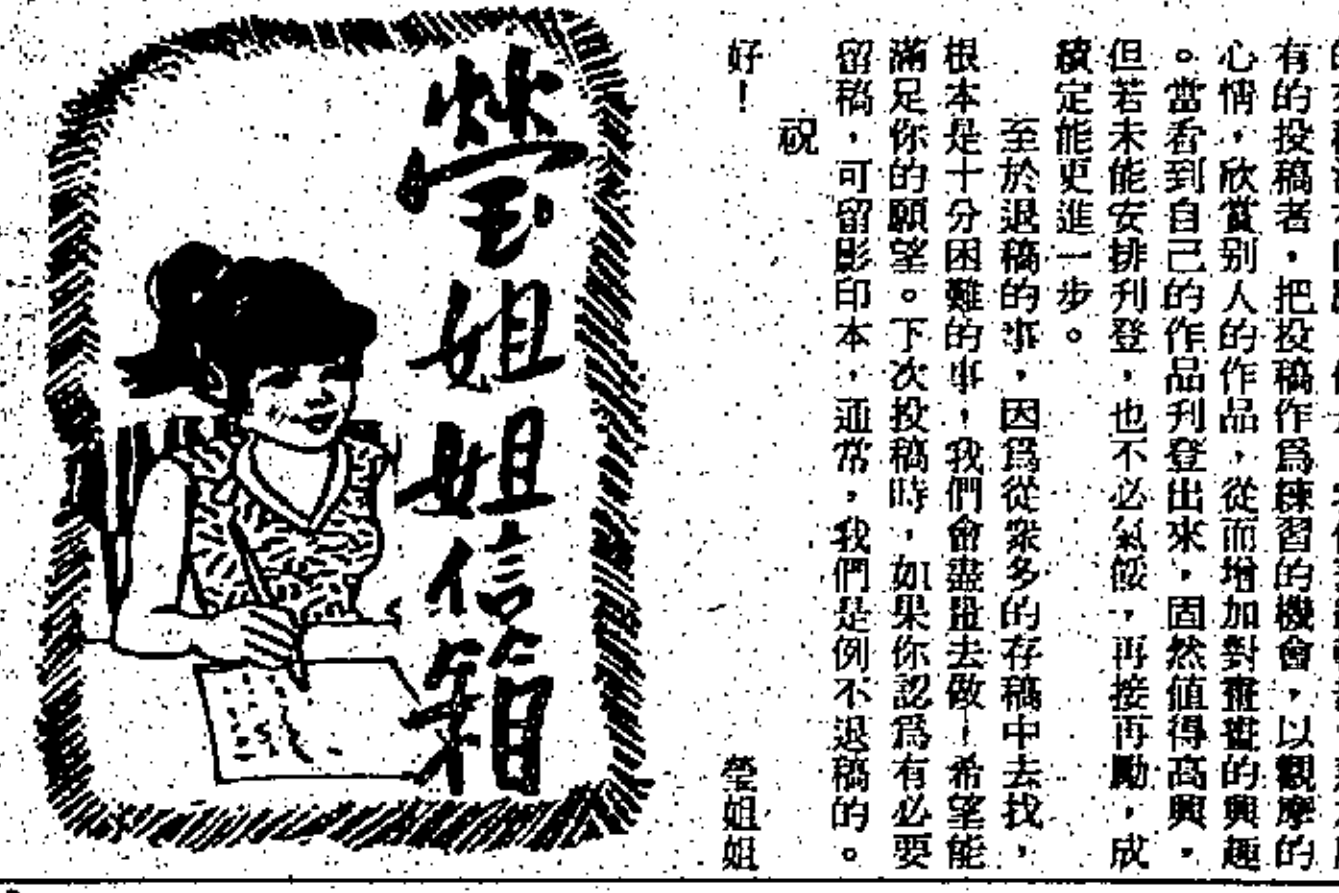 有的投稿者，把投稿作爲練習的機會，以觀摩的
心情，欣賞别人的作品，從而增加對畫畫的興趣
。當看到自己的作品刋登出來，固然值得高興，
但若未能安排刋登，也不必氣餒，再接再勵，成
績定能更進一步。
至於退稿的事，因爲從衆多的存稿中去找，
根本是十分困難的事，我們會盡量去做！希望能
滿足你的願望。下次投稿時，如果你認爲有必要
留稿，可留影印本，通常，我們是例不退稿的。
祝
好！
瑩姐姐
瑩姐姐信箱